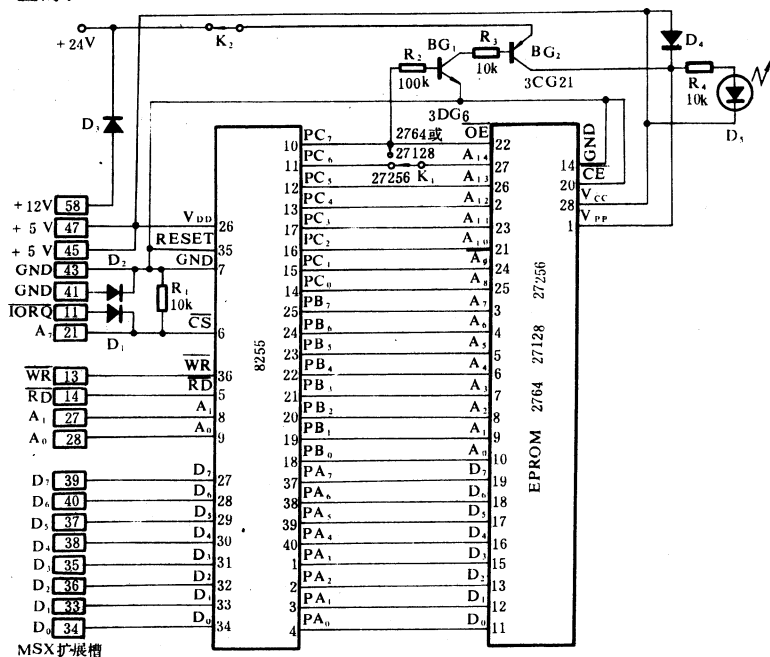 +24V
K₂
R₂
100k
BG₁
R₃
10k
BG₂
3CG21
3DG6
D₄
R₄
10k
D₅
D₃
+12V 58
+5V 47
+5V 45
GND 43
GND 41
IORQ 11
A₇ 21
WR 13
RD 14
A₁ 27
A₀ 28
D₇ 39
D₆ 40
D₅ 37
D₄ 38
D₃ 35
D₂ 36
D₁ 33
D₀ 34
MSX扩展槽
D₂
D₁
R₁
10k
V_DD 26
RESET 35
GND 7
CS 6
WR 36
RD 5
A₁ 8
A₀ 9
D₇ 27
D₆ 28
D₅ 29
D₄ 30
D₃ 31
D₂ 32
D₁ 33
D₀ 34
8255
10 PC₇
11 PC₆
12 PC₅
13 PC₄
17 PC₃
16 PC₂
15 PC₁
14 PC₀
25 PB₇
24 PB₆
23 PB₅
22 PB₄
21 PB₃
20 PB₂
19 PB₁
18 PB₀
37 PA₇
38 PA₆
39 PA₅
40 PA₄
1 PA₃
2 PA₂
3 PA₁
4 PA₀
2764或
27128
27256 K₁
OE 22
A₁₄ 27
A₁₃ 26
A₁₂ 2
A₁₁ 23
A₁₀ 21
A₉ 24
A₈ 25
A₇ 3
A₆ 4
A₅ 5
A₄ 6
A₃ 7
A₂ 8
A₁ 9
A₀ 10
D₇ 19
D₆ 18
D₅ 17
D₄ 16
D₃ 15
D₂ 13
D₁ 12
D₀ 11
EPROM 2764 27128 27256
14 GND
20 CE
28 V_CC
1 V_PP